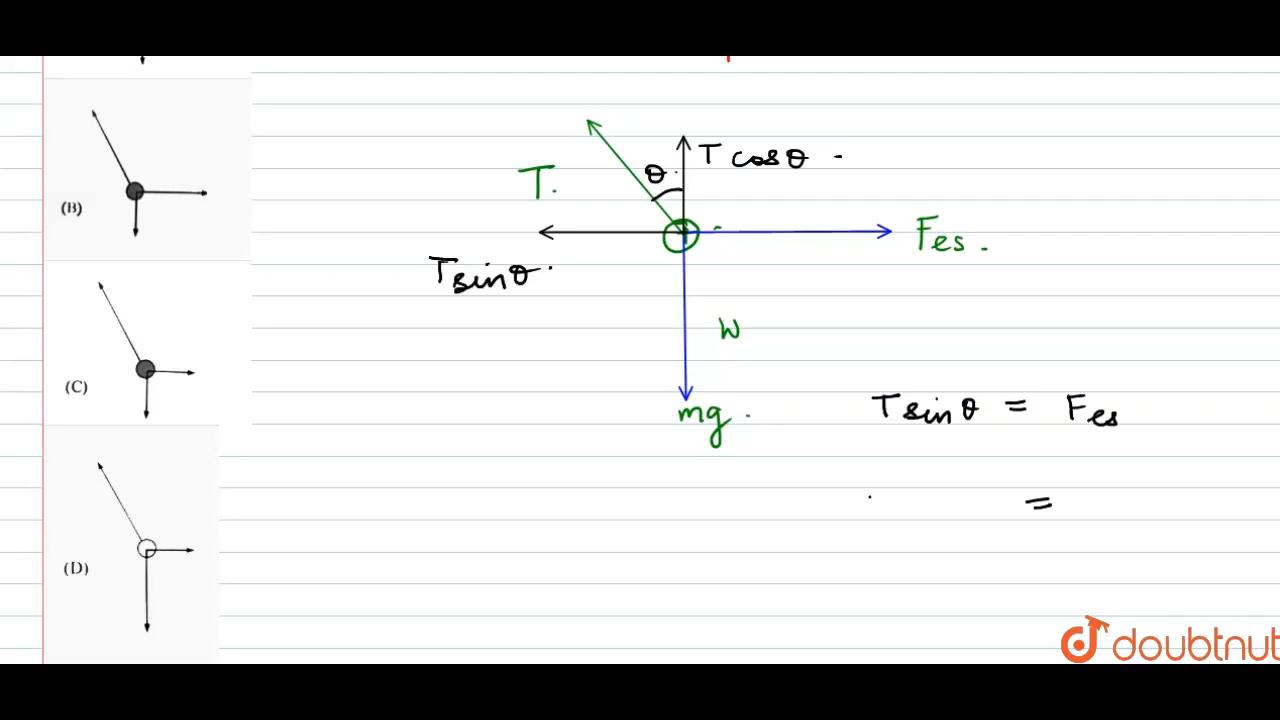 (B)
(C)
(D)
T.
θ
T cosθ
T sinθ.
Fes.
W
mg.
T sinθ = Fes
=
doubtnut